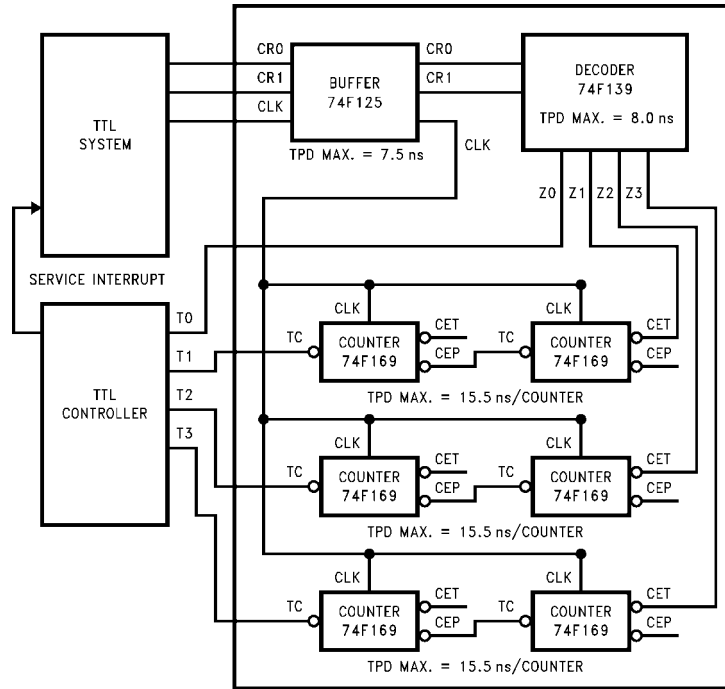 CR0
CR1
CLK
BUFFER
74F125
TPD MAX. = 7.5 ns
CR0
CR1
CLK
DECODER
74F139
TPD MAX. = 8.0 ns
TTL
SYSTEM
Z0 Z1 Z2 Z3
SERVICE INTERRUPT
TTL
CONTROLLER
T0
T1
T2
T3
CLK CLK
TC COUNTER 74F169 CET CEP TC COUNTER 74F169 CET CEP
TPD MAX. = 15.5 ns/COUNTER
CLK CLK
TC COUNTER 74F169 CET CEP TC COUNTER 74F169 CET CEP
TPD MAX. = 15.5 ns/COUNTER
CLK CLK
TC COUNTER 74F169 CET CEP TC COUNTER 74F169 CET CEP
TPD MAX. = 15.5 ns/COUNTER